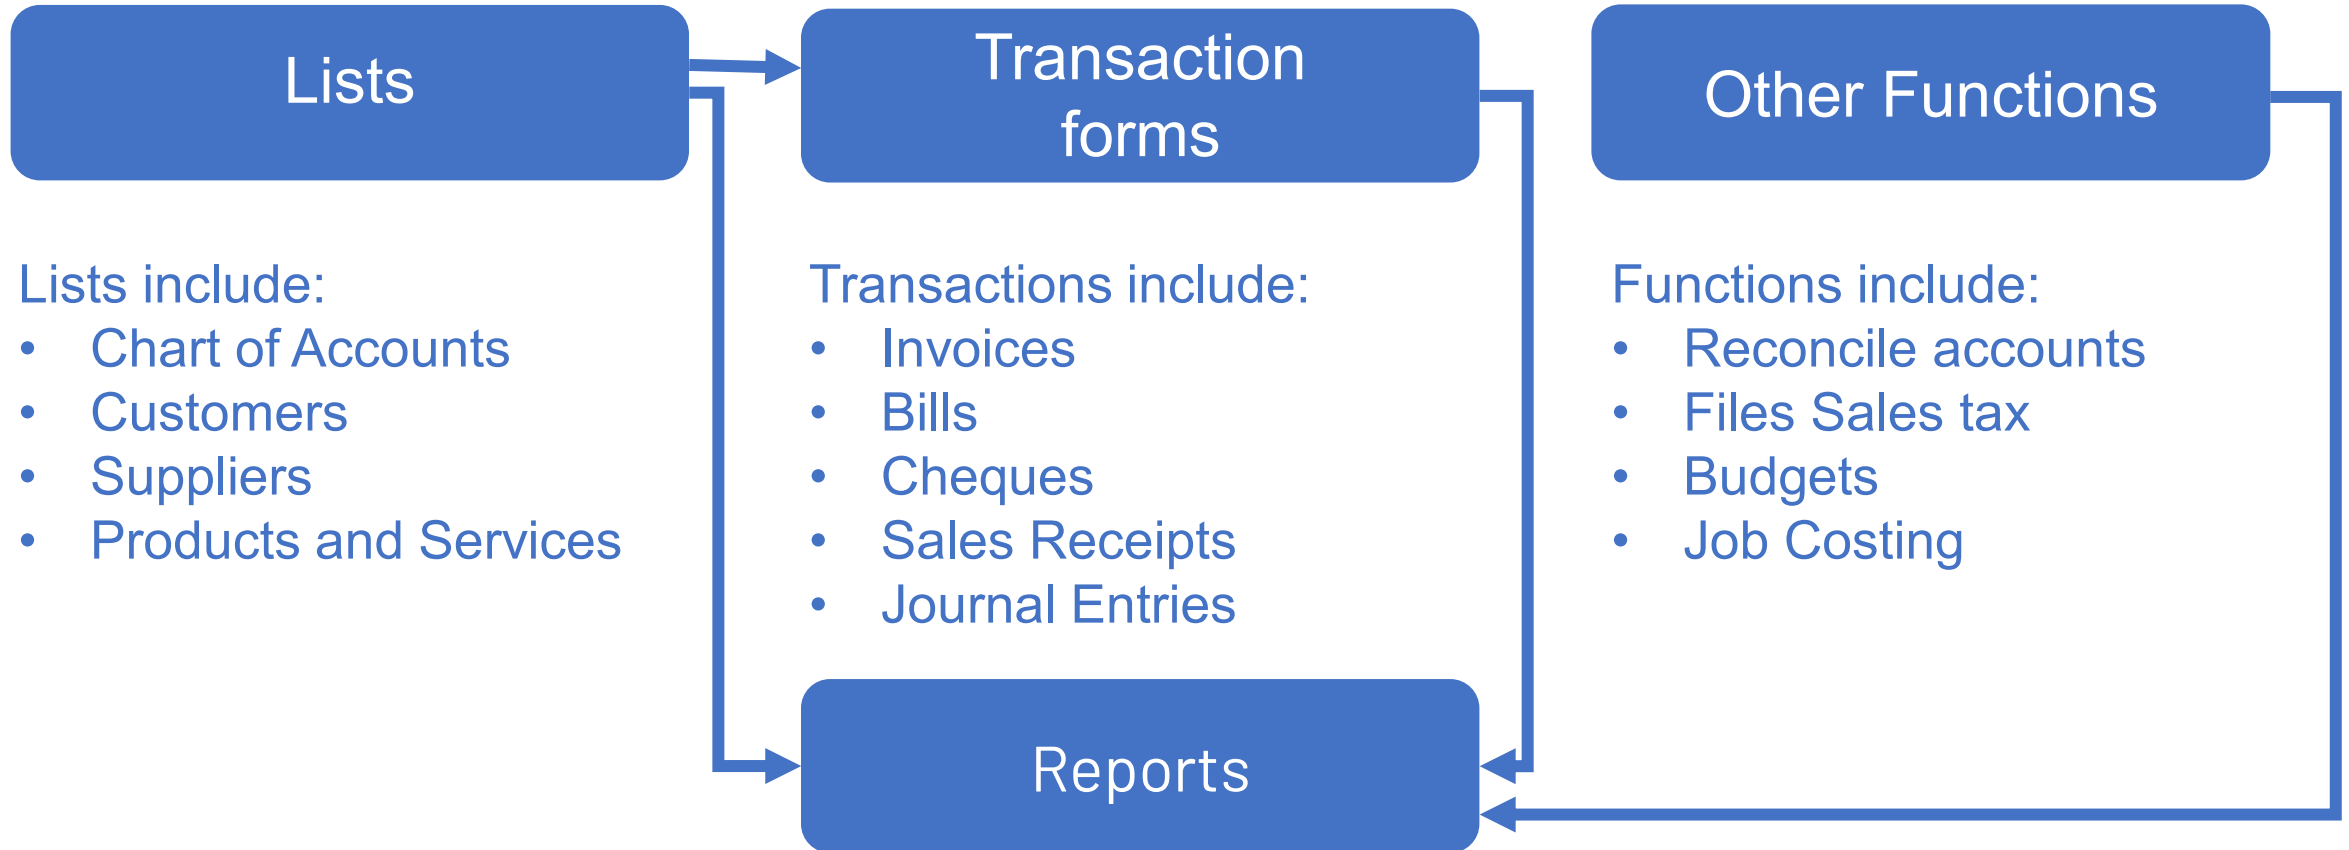 Lists
Transaction
forms
Other Functions
Lists include:
• Chart of Accounts
• Customers
• Suppliers
• Products and Services
Transactions include:
• Invoices
• Bills
• Cheques
• Sales Receipts
• Journal Entries
Functions include:
• Reconcile accounts
• Files Sales tax
• Budgets
• Job Costing
Reports